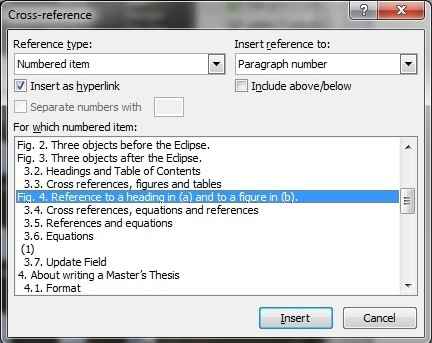 Cross-reference
Reference type:
Insert reference to:
Numbered item
Paragraph number
Insert as hyperlink
Include above/below
Separate numbers with
For which numbered item:
Fig. 2. Three objects before the Eclipse.
Fig. 3. Three objects after the Eclipse.
3.2. Headings and Table of Contents
3.3. Cross references, figures and tables
Fig. 4. Reference to a heading in (a) and to a figure in (b).
3.4. Cross references, equations and references
3.5. References and equations
3.6. Equations
(1)
3.7. Update Field
4. About writing a Master's Thesis
4.1. Format
Insert
Cancel